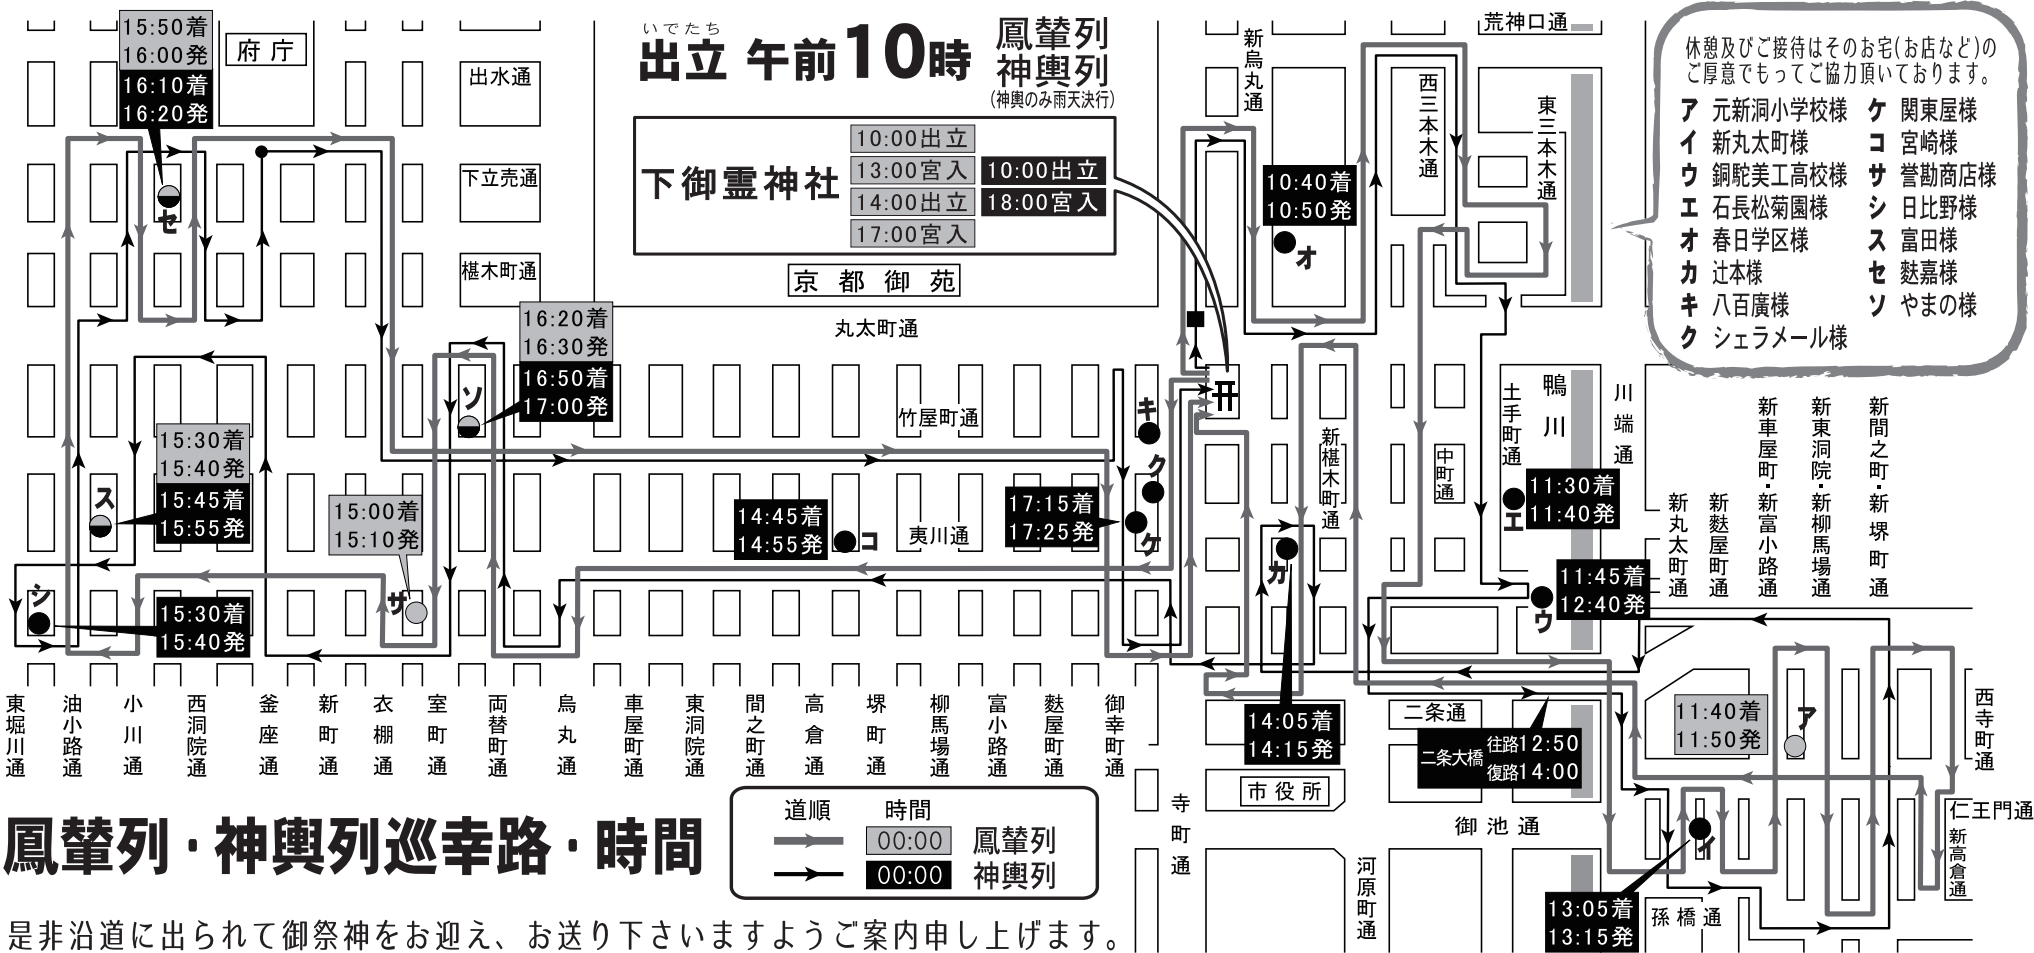 いでたち
出立 午前10時
鳳輦列
神輿列
(神輿のみ雨天決行)
下御霊神社
10:00出立
13:00宮入
14:00出立
17:00宮入
10:00出立
18:00宮入
京都御苑
府庁
15:50着
16:00発
16:10着
16:20発
セ
出水通
下立売通
椹木町通
丸太町通
竹屋町通
夷川通
16:20着
16:30発
16:50着
17:00発
ソ
15:30着
15:40発
15:45着
15:55発
ス
15:00着
15:10発
サ
15:30着
15:40発
シ
14:45着
14:55発
コ
17:15着
17:25発
キ
ク
ケ
新烏丸通
10:40着
10:50発
オ
西三本木通
東三本木通
荒神口通
休憩及びご接待はそのお宅(お店など)の
ご厚意でもってご協力頂いております。
ア 元新洞小学校様
イ 新丸太町様
ウ 銅駝美工高校様
エ 石長松菊園様
オ 春日学区様
カ 辻本様
キ 八百廣様
ク シェラメール様
ケ 関東屋様
コ 宮崎様
サ 誉勘商店様
シ 日比野様
ス 富田様
セ 麩嘉様
ソ やまの様
新椹木町通
中町通
土手町通
鴨川
川端通
新丸太町通
新麩屋町通
新車屋町・新富小路通
新東洞院・新柳馬場通
新間之町・新堺町通
11:30着
11:40発
エ
11:45着
12:40発
ウ
カ
14:05着
14:15発
二条通
二条大橋
往路12:50
復路14:00
11:40着
11:50発
ア
西寺町通
仁王門通
新高倉通
イ
13:05着
13:15発
孫橋通
市役所
御池通
寺町通
河原町通
東堀川通
油小路通
小川通
西洞院通
釜座通
新町通
衣棚通
室町通
両替町通
烏丸通
車屋町通
東洞院通
間之町通
高倉通
堺町通
柳馬場通
富小路通
麩屋町通
御幸町通
鳳輦列・神輿列巡幸路・時間
道順 時間
00:00 鳳輦列
00:00 神輿列
是非沿道に出られて御祭神をお迎え、お送り下さいますようご案内申し上げます。